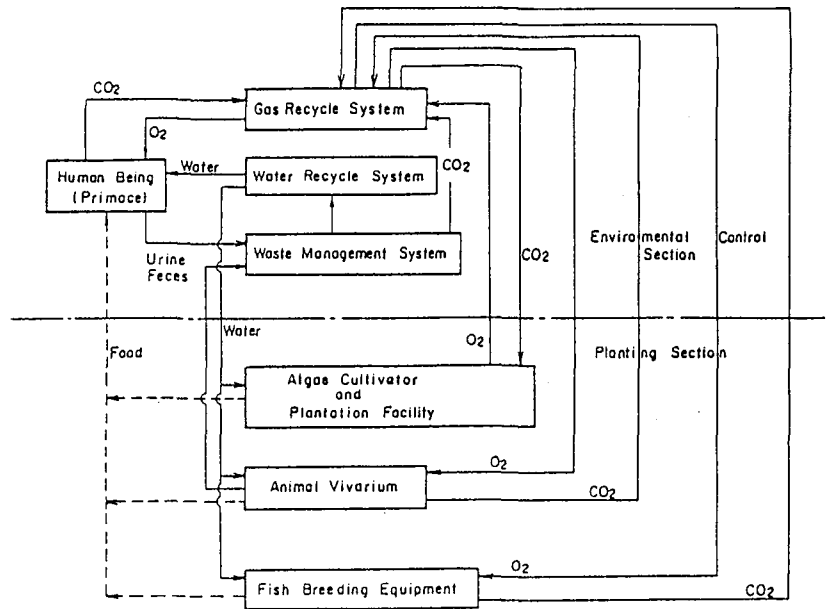 CO2
Gas Recycle System
O2
Water
CO2
Human Being
(Primace)
Water Recycle System
Urine
Feces
Waste Management System
CO2
Enviromental Control
Section
Food
Water
O2
Planting Section
Algae Cultivator
and
Plantation Facility
O2
Animal Vivarium
CO2
O2
Fish Breeding Equipment
CO2